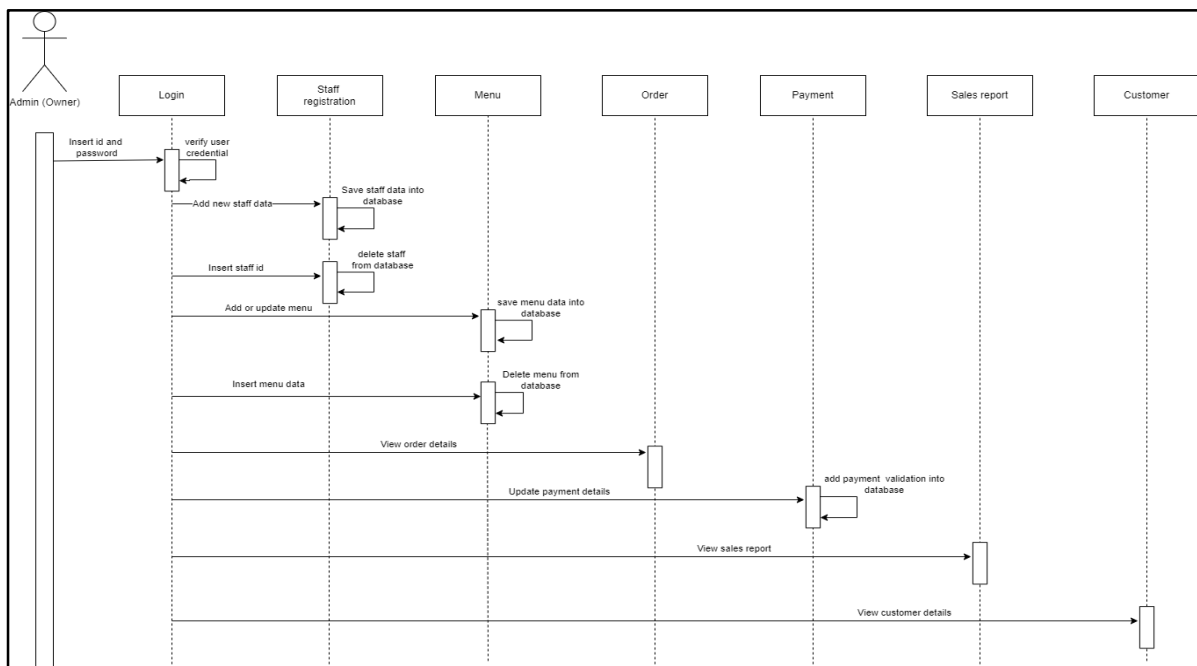 Admin (Owner)
Login
Staff
registration
Menu
Order
Payment
Sales report
Customer
Insert id and
password
verify user
credential
Add new staff data
Save staff data into
database
Insert staff id
delete staff
from database
Add or update menu
save menu data into
database
Insert menu data
Delete menu from
database
View order details
Update payment details
add payment validation into
database
View sales report
View customer details